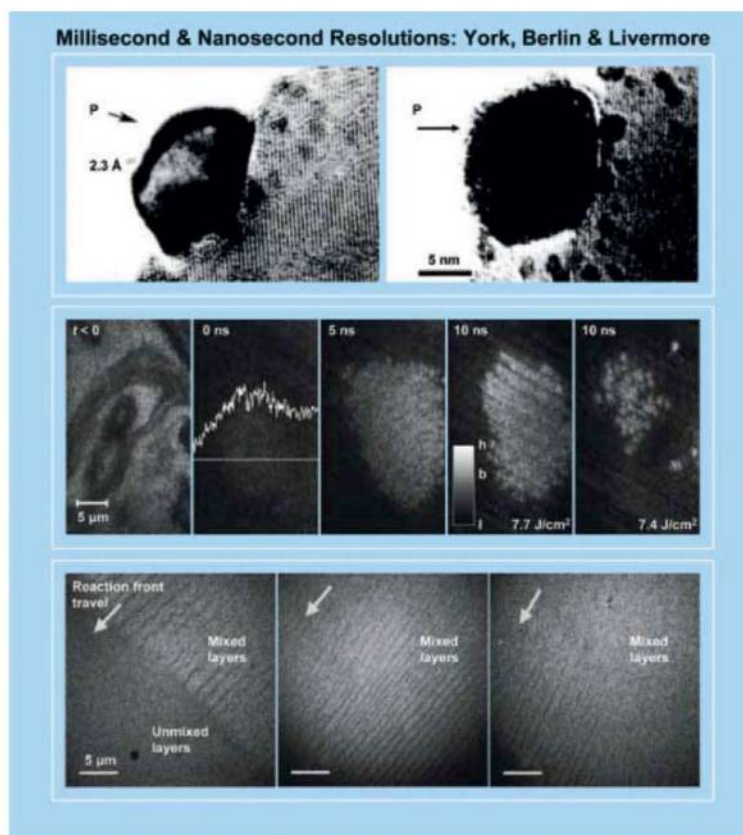 Millisecond & Nanosecond Resolutions: York, Berlin & Livermore
P
2.3 Å
P
5 nm
t < 0
0 ns
5 ns
10 ns
10 ns
5 µm
h
b
l
7.7 J/cm²
7.4 J/cm²
Reaction front
travel
Mixed
layers
Unmixed
layers
5 µm
Mixed
layers
Mixed
layers